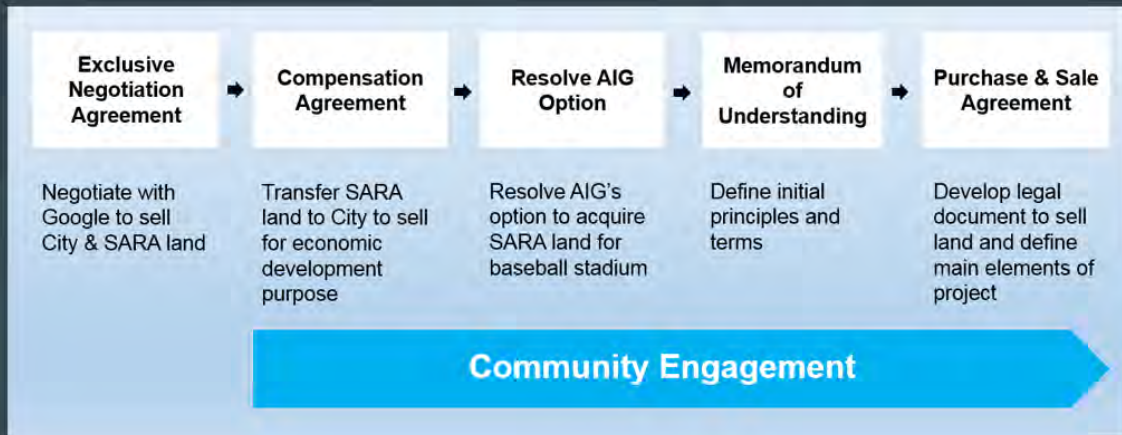 Exclusive
Negotiation
Agreement
Compensation
Agreement
Resolve AIG
Option
Memorandum
of
Understanding
Purchase & Sale
Agreement
Negotiate with
Google to sell
City & SARA land
Transfer SARA
land to City to sell
for economic
development
purpose
Resolve AIG's
option to acquire
SARA land for
baseball stadium
Define initial
principles and
terms
Develop legal
document to sell
land and define
main elements of
project
Community Engagement